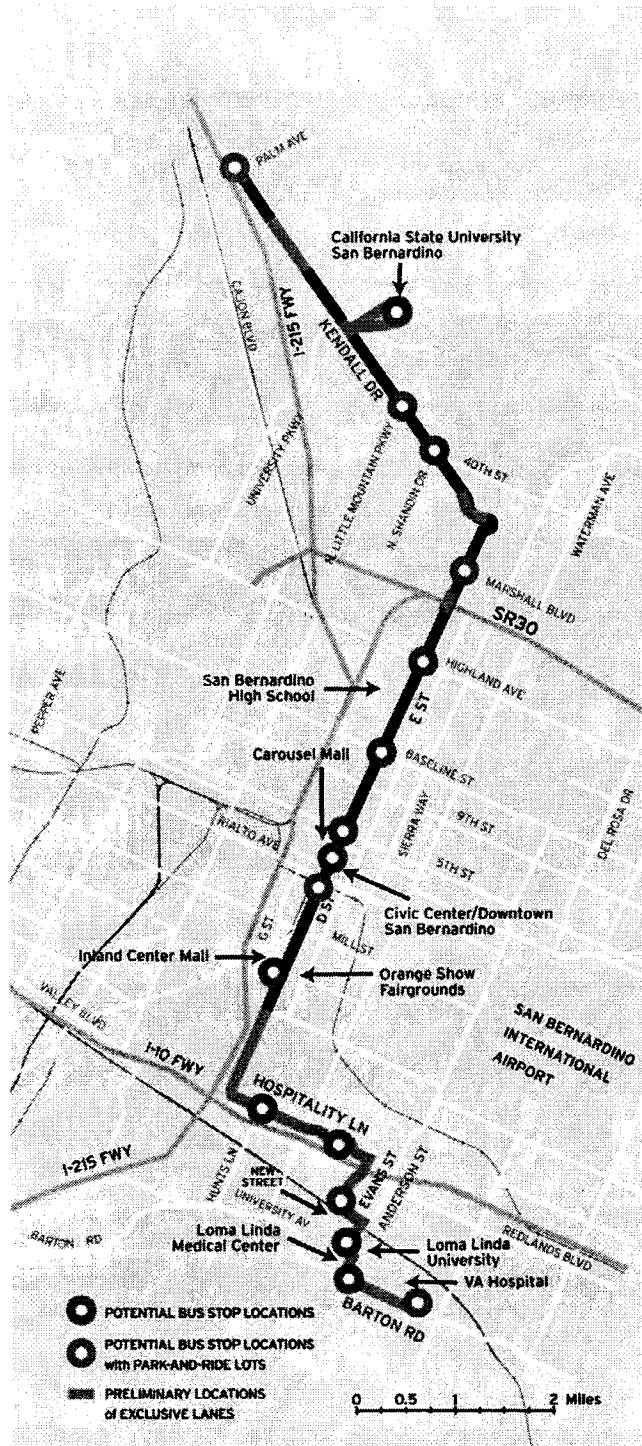 PALM AVE
California State University
San Bernardino
CAJON BLVD
I-215 FWY
KENDALL DR
UNIVERSITY PKWY
N. LITTLE MOUNTAIN PKWY
N. SHANDIN DR
40TH ST
WATERMAN AVE
MARSHALL BLVD
SR30
San Bernardino
High School
HIGHLAND AVE
E ST
PEPPER AVE
Carousel Mall
BASELINE ST
SIERRA WAY
9TH ST
DEL ROSA DR
RIALTO AVE
5TH ST
D ST
Civic Center/Downtown
San Bernardino
G ST
MILL ST
Inland Center Mall
Orange Show
Fairgrounds
VALLEY BLVD
SAN BERNARDINO
INTERNATIONAL
AIRPORT
I-10 FWY
HOSPITALITY LN
I-215 FWY
HUNTS LN
NEW
STREET
EVANS ST
ANDERSON ST
UNIVERSITY AV
BARTON RD
Loma Linda
Medical Center
Loma Linda
University
REDLANDS BLVD
VA Hospital
BARTON RD
POTENTIAL BUS STOP LOCATIONS
POTENTIAL BUS STOP LOCATIONS
with PARK-AND-RIDE LOTS
PRELIMINARY LOCATIONS
of EXCLUSIVE LANES
0 0.5 1 2 Miles